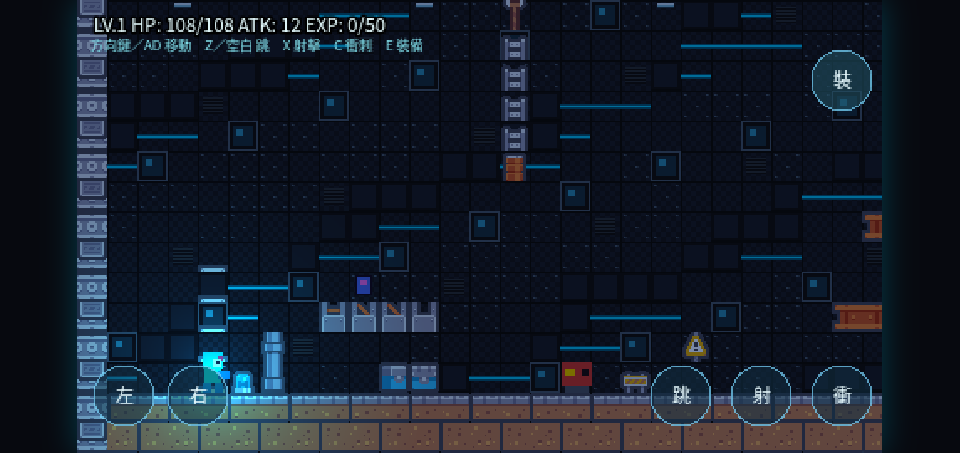 LV.1 HP: 108/108 ATK: 12 EXP: 0/50
方向鍵／AD 移動 Z／空白 跳 X 射擊 C 衝刺 E 裝備
裝
左 右 跳 射 衝